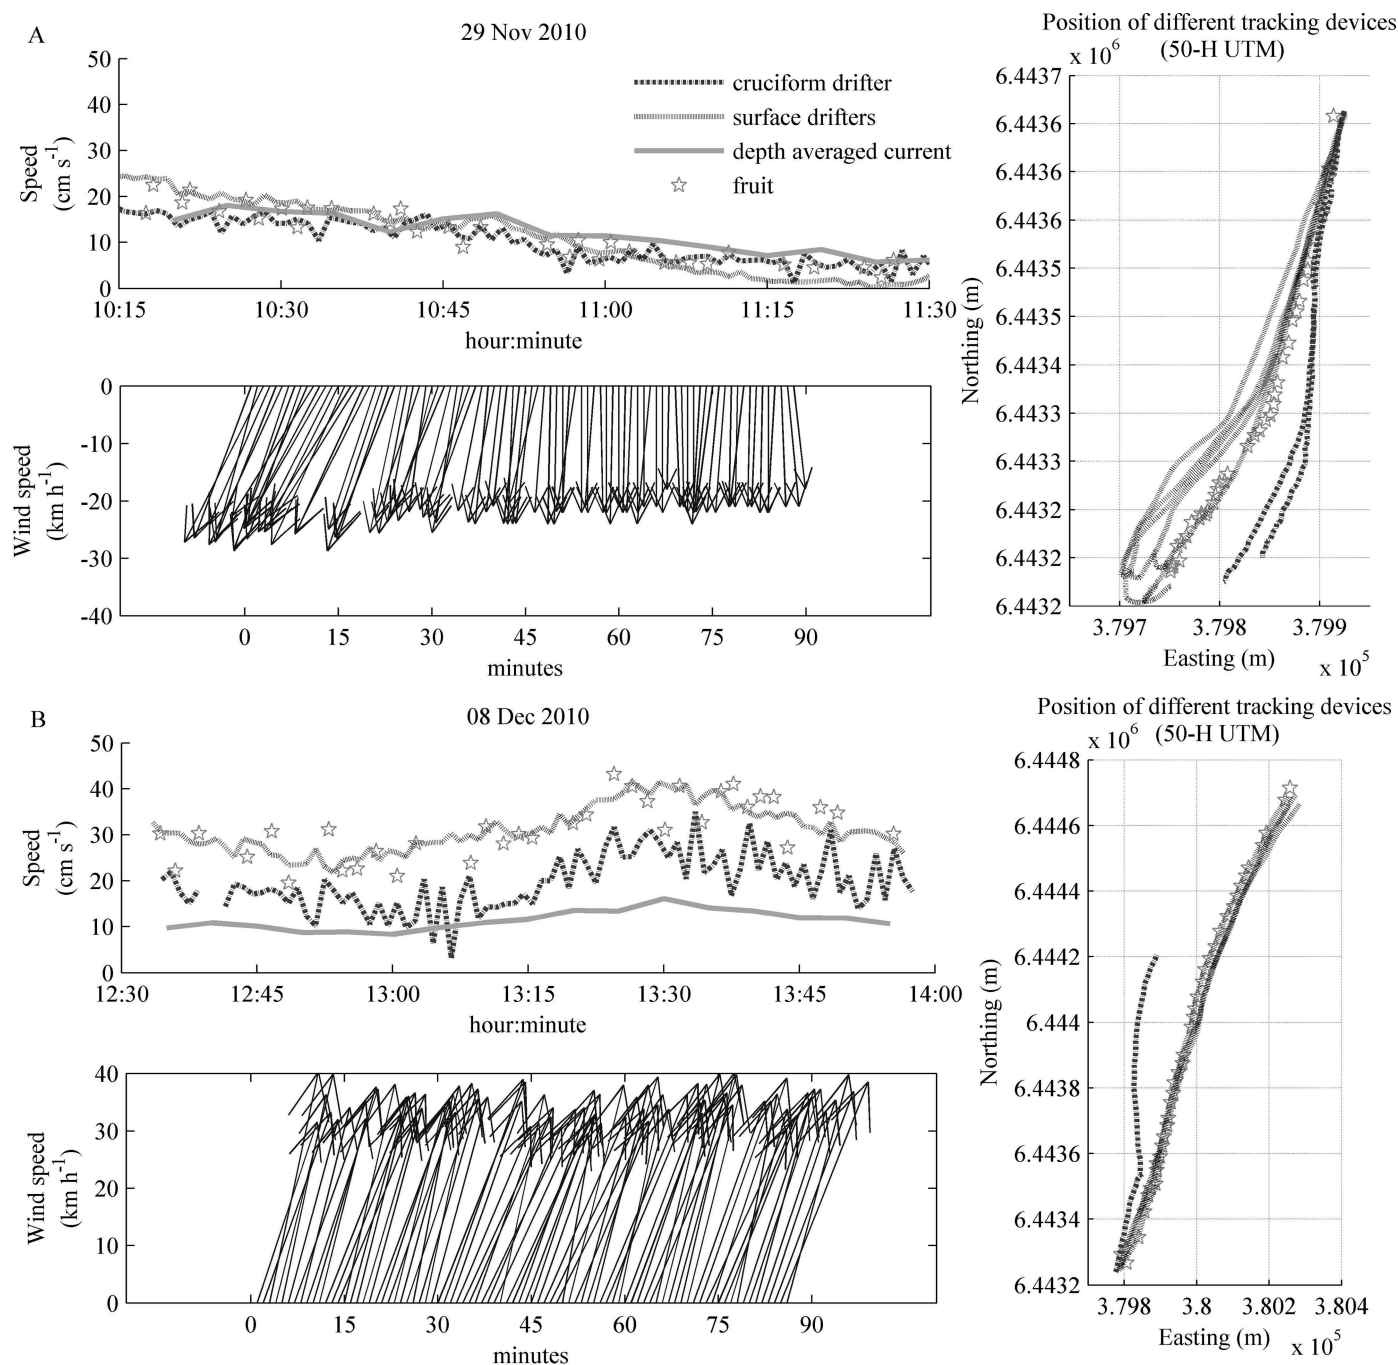 A
29 Nov 2010
50
40
30
20
10
0
Speed
(cm s⁻¹)
cruciform drifter
surface drifters
depth averaged current
fruit
10:15 10:30 10:45 11:00 11:15 11:30
hour:minute
0
-10
-20
-30
-40
Wind speed
(km h⁻¹)
0 15 30 45 60 75 90
minutes
Position of different tracking devices
(50-H UTM)
x 10⁶
6.4437
6.4436
6.4436
6.4436
6.4435
6.4435
6.4434
6.4433
6.4433
6.4432
6.4432
6.4432
Northing (m)
3.797 3.798 3.799
Easting (m) x 10⁵
B
08 Dec 2010
50
40
30
20
10
0
Speed
(cm s⁻¹)
12:30 12:45 13:00 13:15 13:30 13:45 14:00
hour:minute
40
30
20
10
0
Wind speed
(km h⁻¹)
0 15 30 45 60 75 90
minutes
Position of different tracking devices
x 10⁶ (50-H UTM)
6.4448
6.4446
6.4444
6.4442
6.444
6.4438
6.4436
6.4434
6.4432
Northing (m)
3.798 3.8 3.802 3.804
Easting (m) x 10⁵